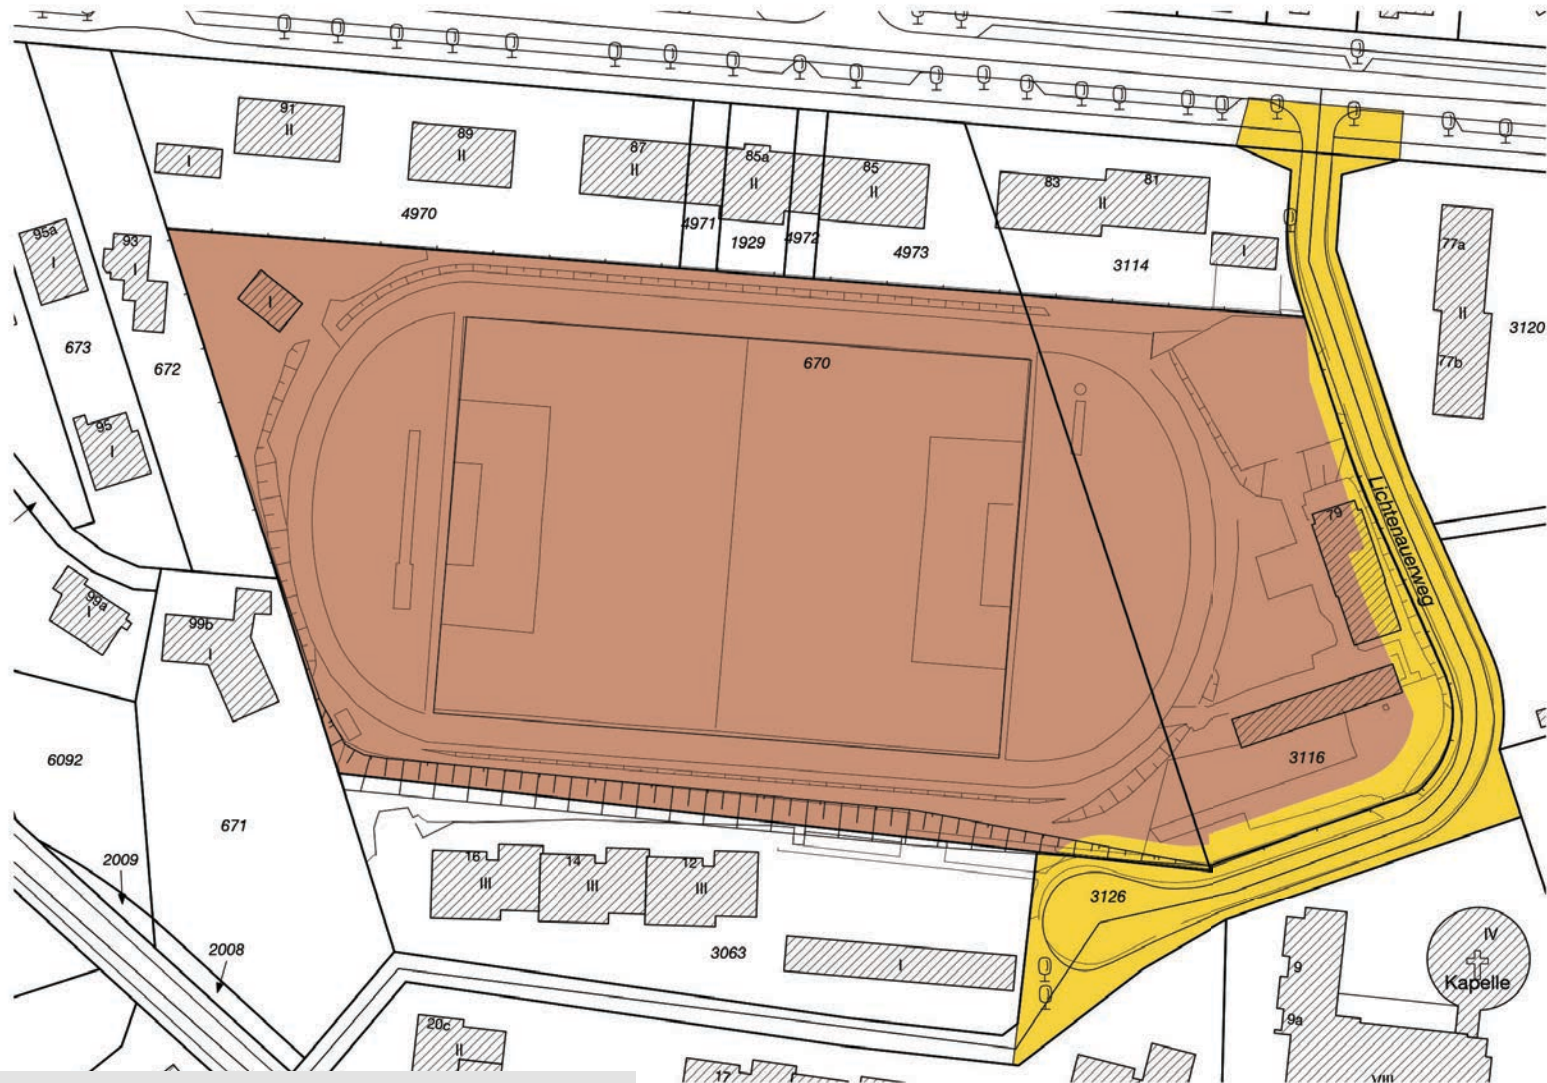 91
II
I
89
II
87
II
85a
II
85
II
83
81
II
I
4970
4971
1929
4972
4973
3114
95a
I
93
I
77a
II
77b
3120
673
672
I
670
95
I
79
Lichtenauerweg
99a
I
99b
I
6092
671
3116
2009
2008
16
III
14
III
12
III
3126
3063
I
9
9a
IV
Kapelle
20c
II
17
VIII